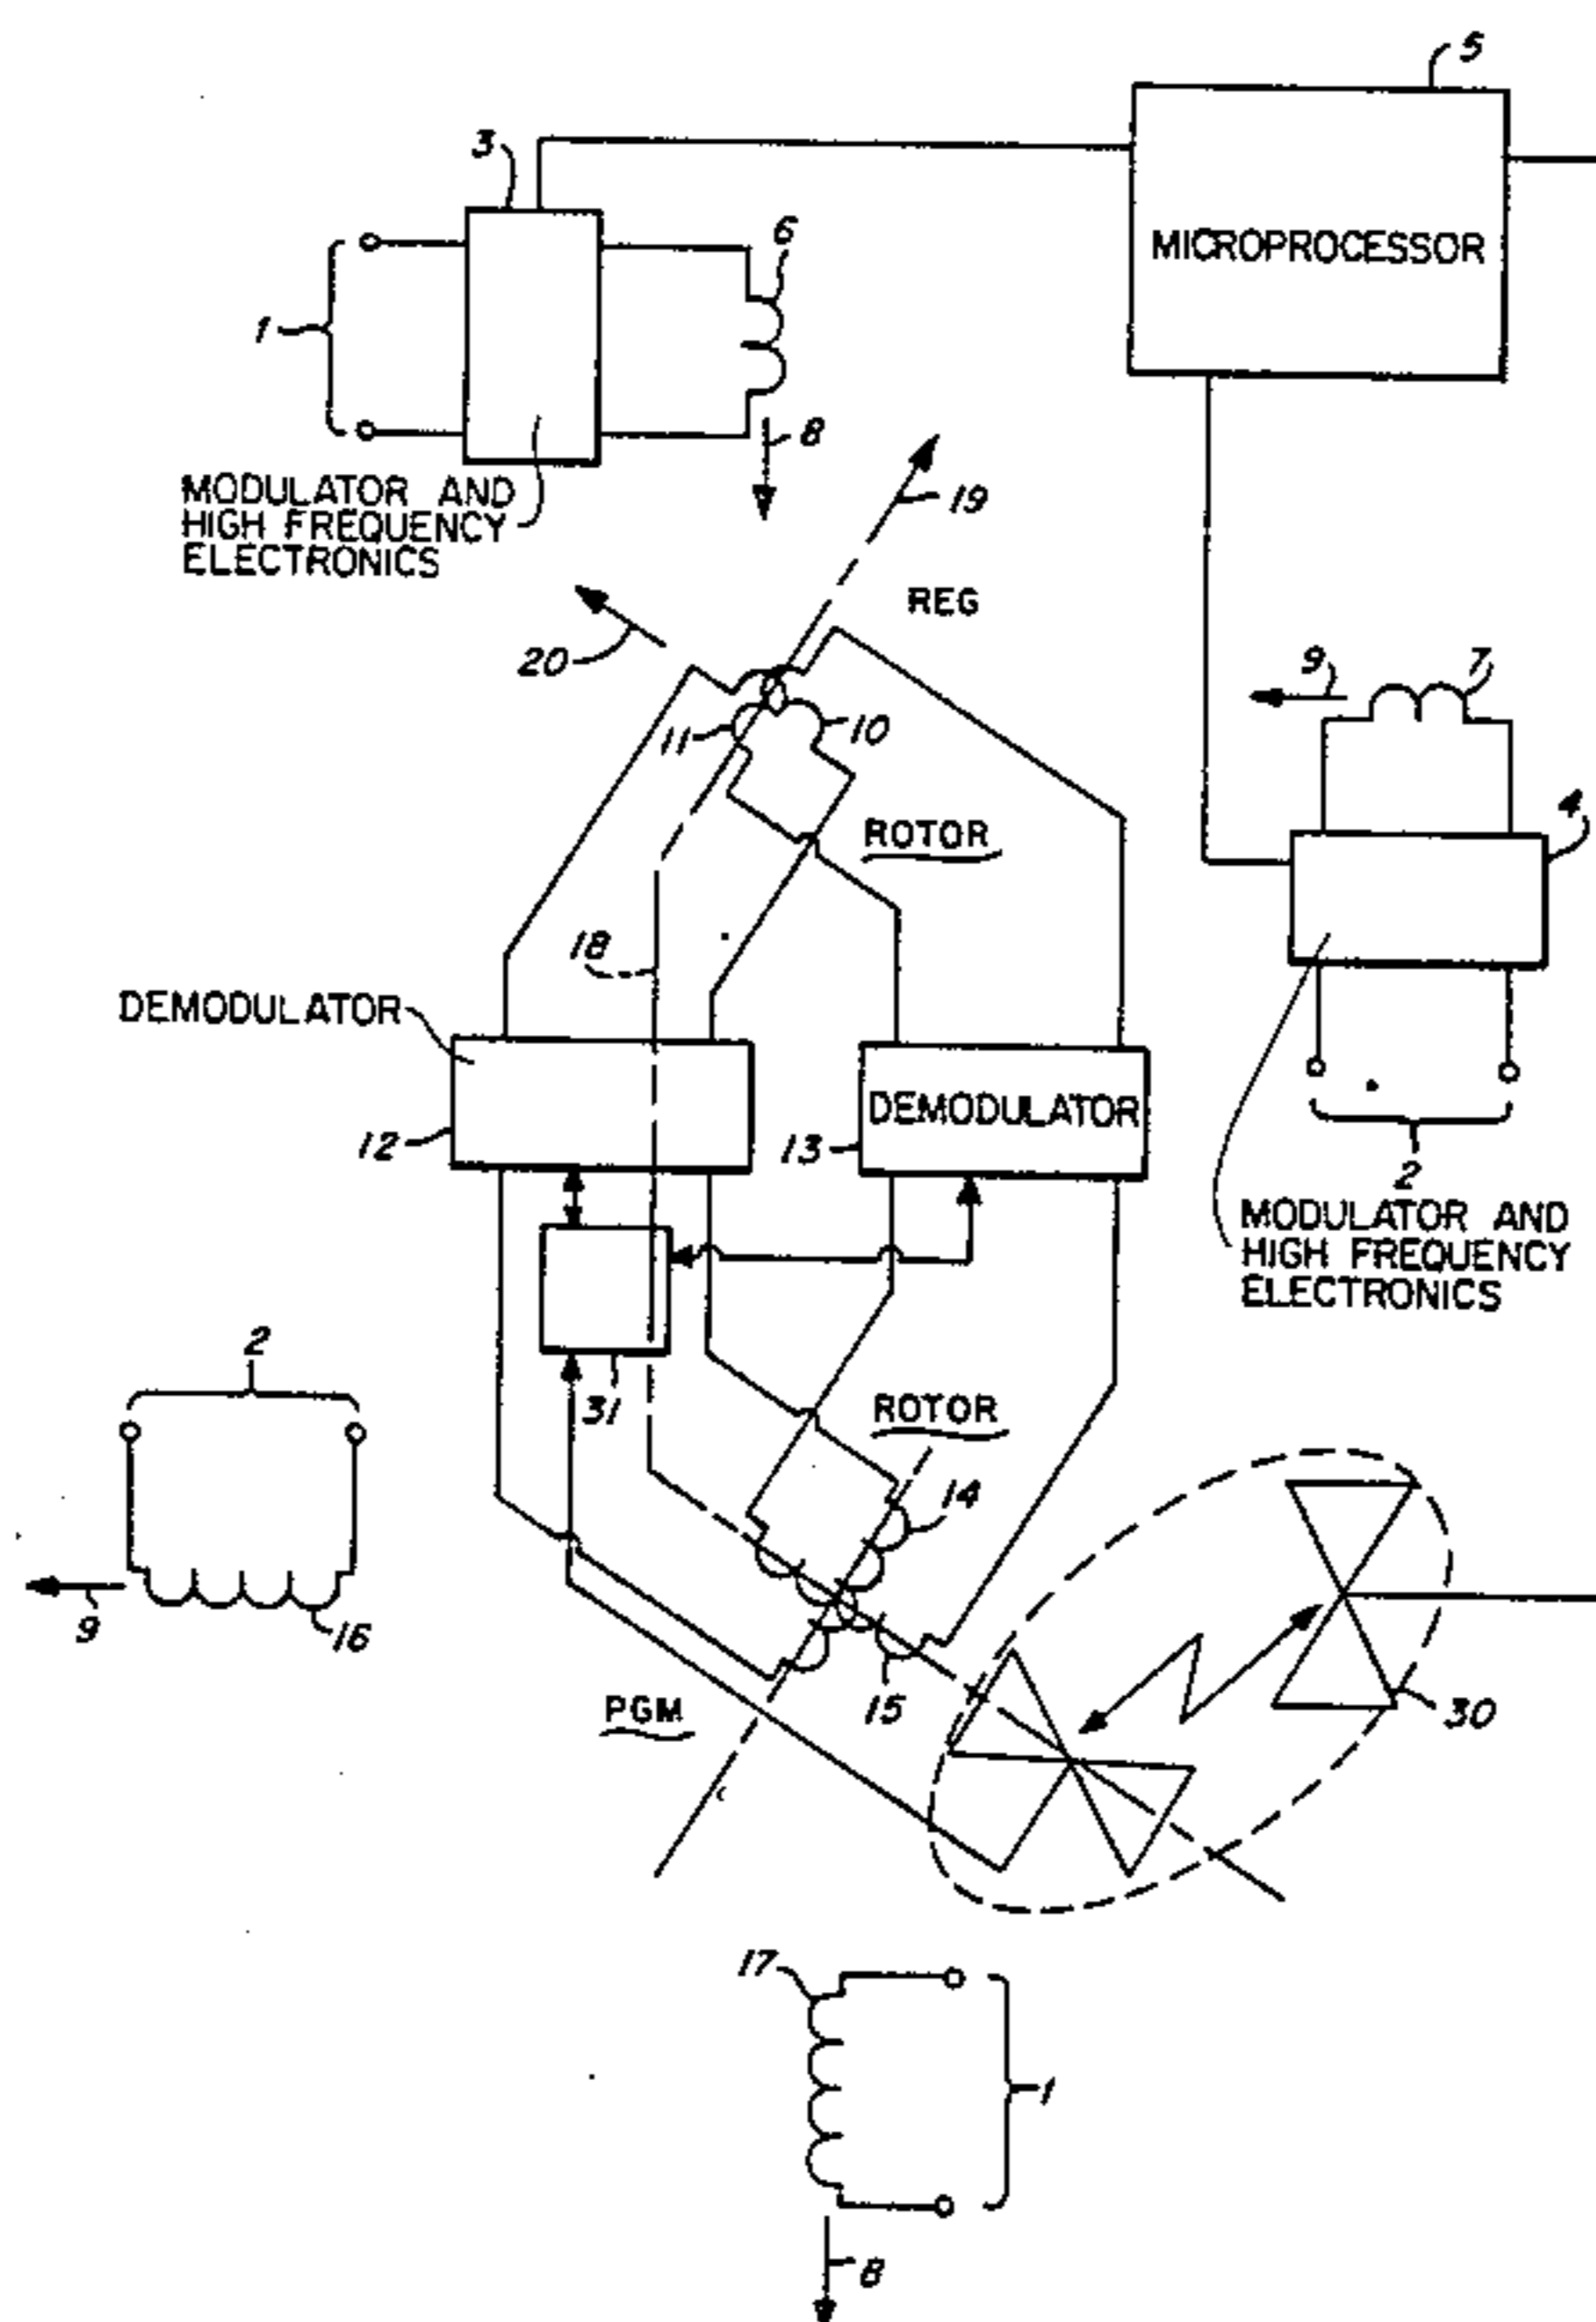 5
3
MICROPROCESSOR
6
1
8
MODULATOR AND
HIGH FREQUENCY
ELECTRONICS
19
REG
20
9
7
11
10
4
ROTOR
18
DEMODULATOR
DEMODULATOR
12
13
2
MODULATOR AND
HIGH FREQUENCY
ELECTRONICS
2
31
ROTOR
14
9
16
15
PGM
30
17
1
8